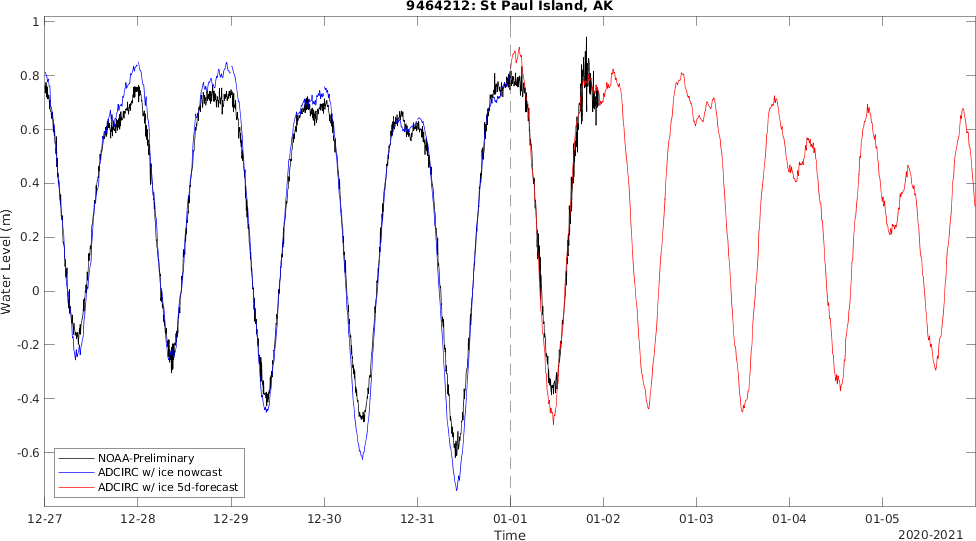 9464212: St Paul Island, AK
1
0.8
0.6
0.4
0.2
0
-0.2
-0.4
-0.6
Water Level (m)
NOAA-Preliminary
ADCIRC w/ ice nowcast
ADCIRC w/ ice 5d-forecast
12-27 12-28 12-29 12-30 12-31 01-01 01-02 01-03 01-04 01-05
Time
2020-2021